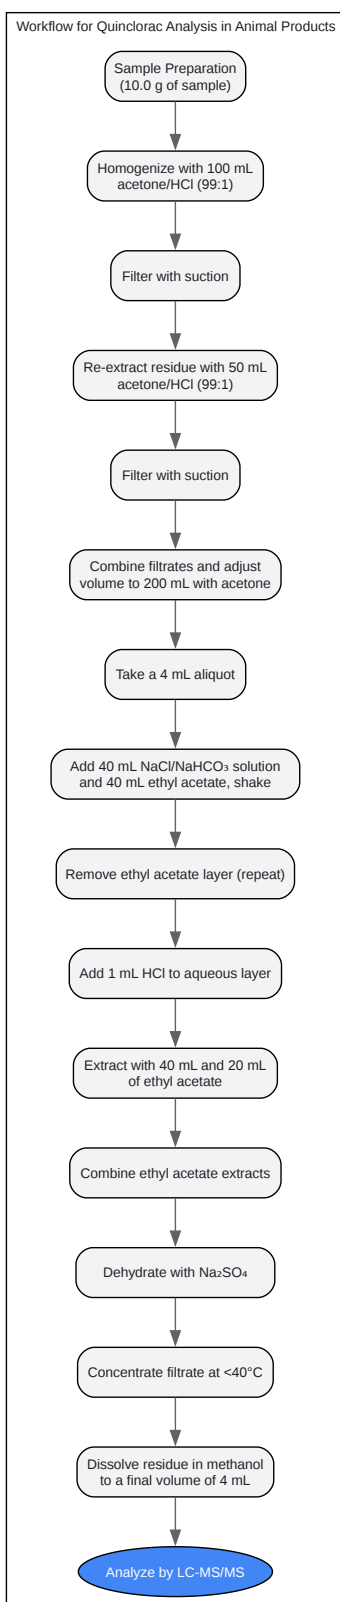 Workflow for Quinclorac Analysis in Animal Products
Sample Preparation
(10.0 g of sample)
Homogenize with 100 mL
acetone/HCl (99:1)
Filter with suction
Re-extract residue with 50 mL
acetone/HCl (99:1)
Filter with suction
Combine filtrates and adjust
volume to 200 mL with acetone
Take a 4 mL aliquot
Add 40 mL NaCl/NaHCO₃ solution
and 40 mL ethyl acetate, shake
Remove ethyl acetate layer (repeat)
Add 1 mL HCl to aqueous layer
Extract with 40 mL and 20 mL
of ethyl acetate
Combine ethyl acetate extracts
Dehydrate with Na₂SO₄
Concentrate filtrate at <40°C
Dissolve residue in methanol
to a final volume of 4 mL
Analyze by LC-MS/MS